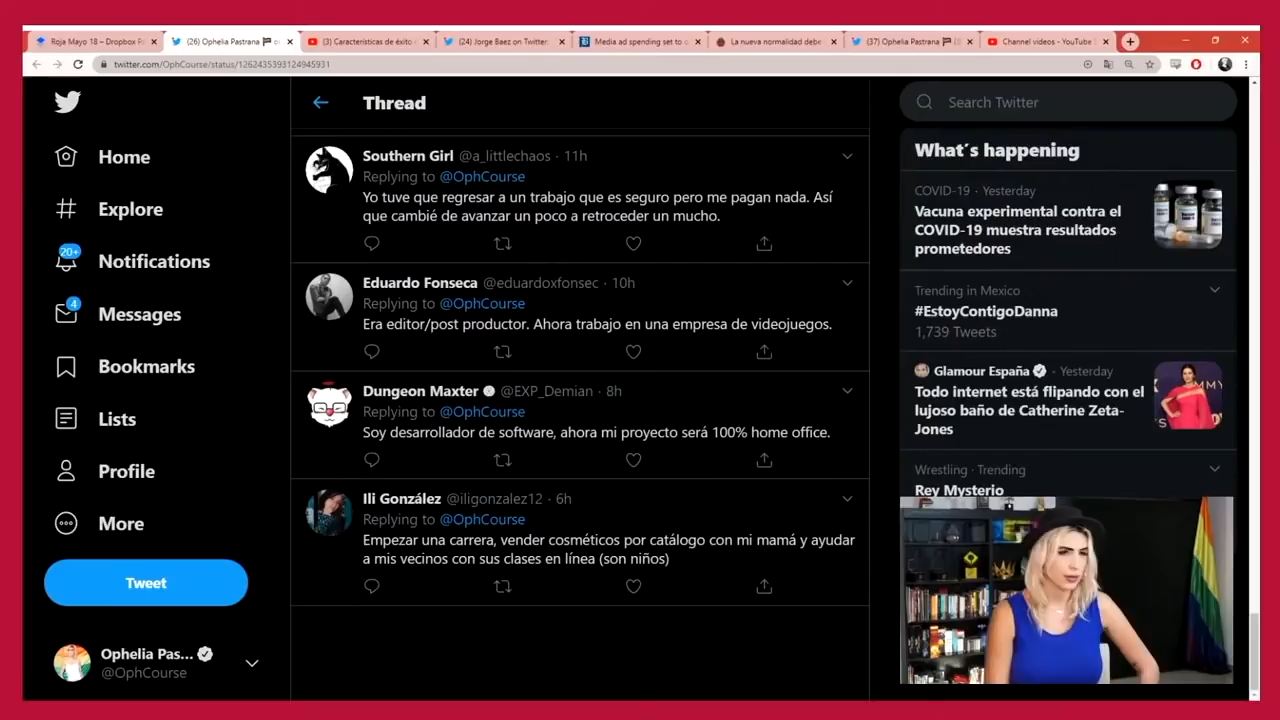 Roja Mayo 18 – Dropbox P
(26) Ophelia Pastrana
(3) Características de éxito
(24) Jorge Baez on Twitter:
Media ad spending set to
La nueva normalidad debe
(37) Ophelia Pastrana
Channel videos - YouTube
twitter.com/OphCourse/status/1262435393124945931
Home
Explore
20+
Notifications
4
Messages
Bookmarks
Lists
Profile
More
Tweet
Ophelia Pas...
@OphCourse
Thread
Southern Girl @a_littlechaos · 11h
Replying to @OphCourse
Yo tuve que regresar a un trabajo que es seguro pero me pagan nada. Así
que cambié de avanzar un poco a retroceder un mucho.
Eduardo Fonseca @eduardoxfonsec · 10h
Replying to @OphCourse
Era editor/post productor. Ahora trabajo en una empresa de videojuegos.
Dungeon Maxter @EXP_Demian · 8h
Replying to @OphCourse
Soy desarrollador de software, ahora mi proyecto será 100% home office.
Ili González @iligonzalez12 · 6h
Replying to @OphCourse
Empezar una carrera, vender cosméticos por catálogo con mi mamá y ayudar
a mis vecinos con sus clases en línea (son niños)
Search Twitter
What´s happening
COVID-19 · Yesterday
Vacuna experimental contra el
COVID-19 muestra resultados
prometedores
Trending in Mexico
#EstoyContigoDanna
1,739 Tweets
Glamour España · Yesterday
Todo internet está flipando con el
lujoso baño de Catherine Zeta-
Jones
Wrestling · Trending
Rey Mysterio